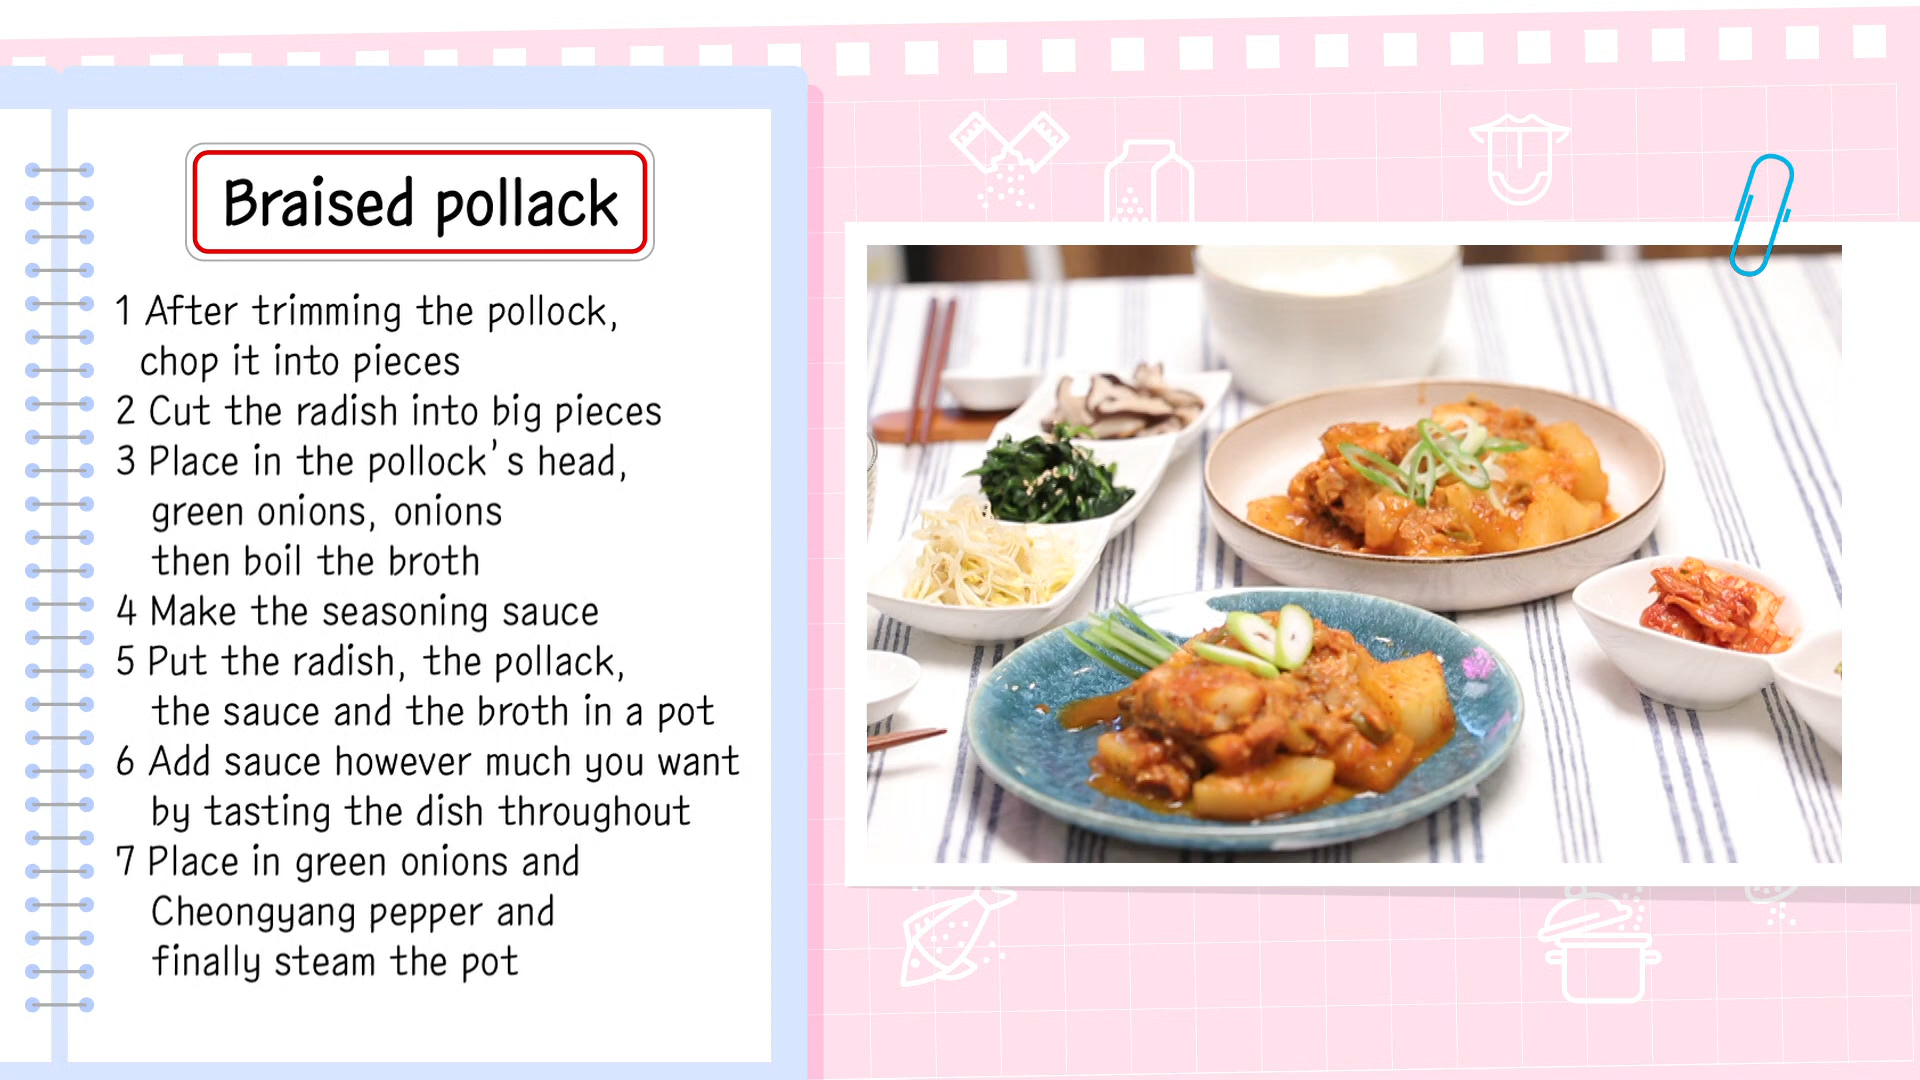 Braised pollack
1 After trimming the pollock,
chop it into pieces
2 Cut the radish into big pieces
3 Place in the pollock's head,
green onions, onions
then boil the broth
4 Make the seasoning sauce
5 Put the radish, the pollack,
the sauce and the broth in a pot
6 Add sauce however much you want
by tasting the dish throughout
7 Place in green onions and
Cheongyang pepper and
finally steam the pot